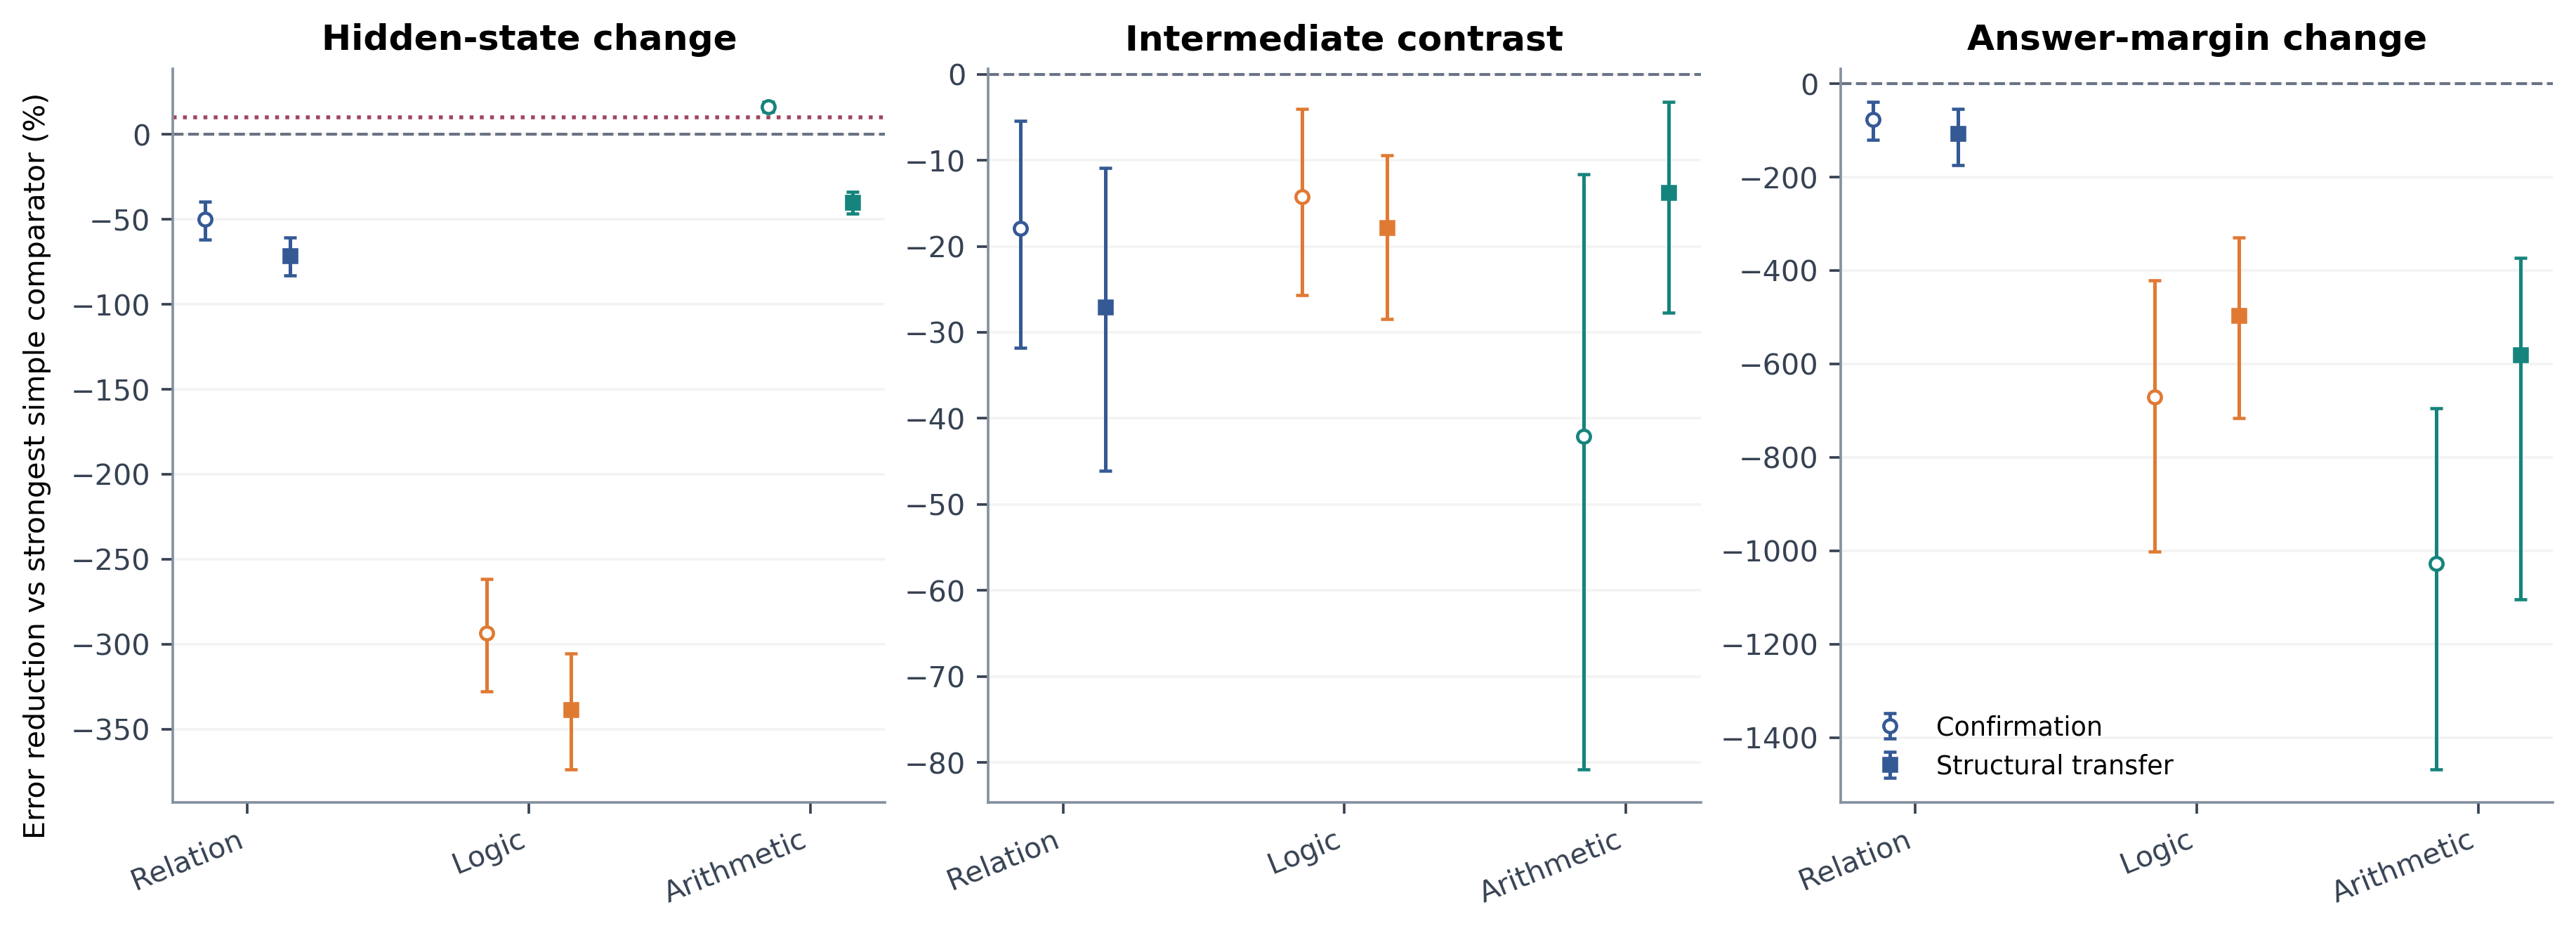 Hidden-state change
Intermediate contrast
Answer-margin change
Error reduction vs strongest simple comparator (%)
0
−50
−100
−150
−200
−250
−300
−350
Relation
Logic
Arithmetic
0
−10
−20
−30
−40
−50
−60
−70
−80
Relation
Logic
Arithmetic
0
−200
−400
−600
−800
−1000
−1200
−1400
Confirmation
Structural transfer
Relation
Logic
Arithmetic